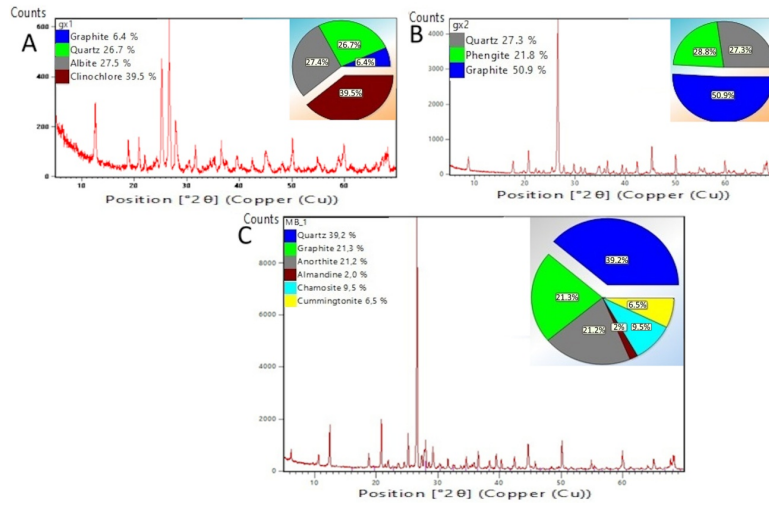 Counts
A
gx1
Graphite 6.4 %
Quartz 26.7 %
Albite 27.5 %
Clinochlore 39.5 %
26.7%
27.4%
6.4%
39.5%
600
400
200
0
10 20 30 40 50 60
Position [°2θ] (Copper (Cu))
Counts
B
gx2
Quartz 27.3 %
Phengite 21.8 %
Graphite 50.9 %
28.8%
27.3%
50.9%
4000
3000
2000
1000
0
10 20 30 40 50 60
Position [°2θ] (Copper (Cu))
Counts
C
MB_1
Quartz 39,2 %
Graphite 21,3 %
Anorthite 21,2 %
Almandine 2,0 %
Chamosite 9,5 %
Cummingtonite 6,5 %
39.2%
21.3%
6.5%
21.2%
2%
9.5%
8000
6000
4000
2000
0
10 20 30 40 50 60
Position [°2θ] (Copper (Cu))